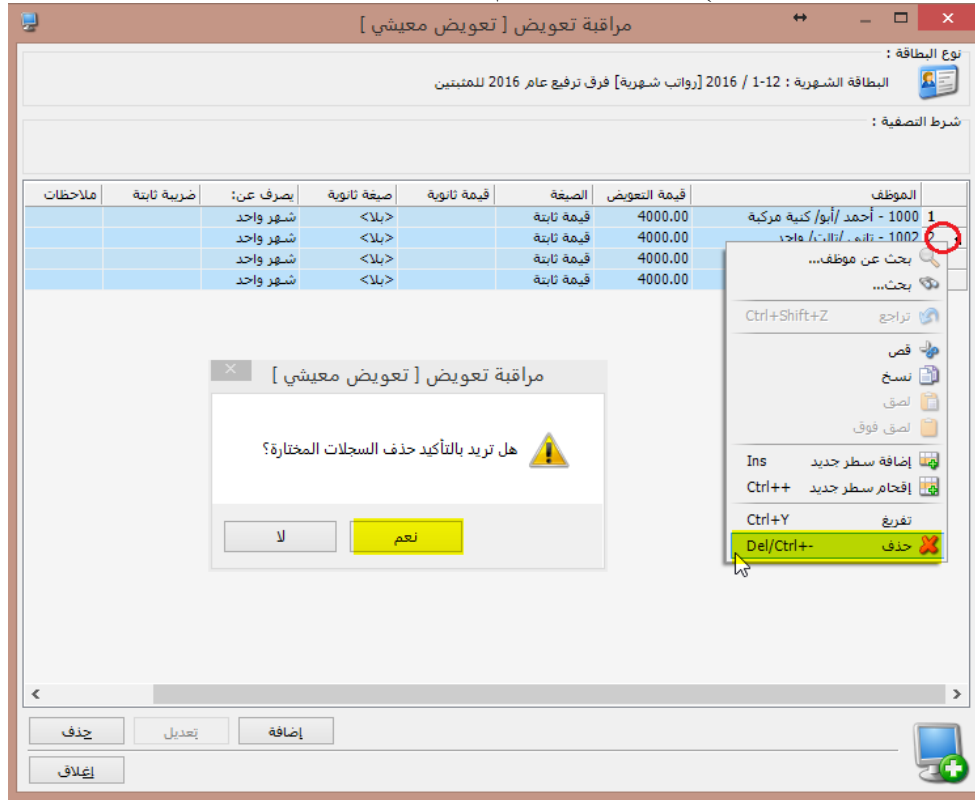 مراقبة تعويض [ تعويض معيشي ]
نوع البطاقة :
البطاقة الشهرية : 12-1 / 2016 [رواتب شهرية] فرق ترفيع عام 2016 للمثبتين
شرط التصفية :
الموظف قيمة التعويض الصيغة قيمة ثانوية صيغة ثانوية يصرف عن: ضريبة ثابتة ملاحظات
1 1000 - أحمد /أبو/ كنية مركبة 4000.00 قيمة ثابتة <بلا> شهر واحد
2 1002 - تاني /تالت/ واحد 4000.00 قيمة ثابتة <بلا> شهر واحد
4000.00 قيمة ثابتة <بلا> شهر واحد
4000.00 قيمة ثابتة <بلا> شهر واحد
بحث عن موظف...
بحث...
تراجع Ctrl+Shift+Z
قص
نسخ
لصق
لصق فوق
إضافة سطر جديد Ins
إقحام سطر جديد Ctrl++
تفريغ Ctrl+Y
حذف Del/Ctrl+-
مراقبة تعويض [ تعويض معيشي ]
هل تريد بالتأكيد حذف السجلات المختارة؟
نعم لا
إضافة تعديل حذف
إغلاق